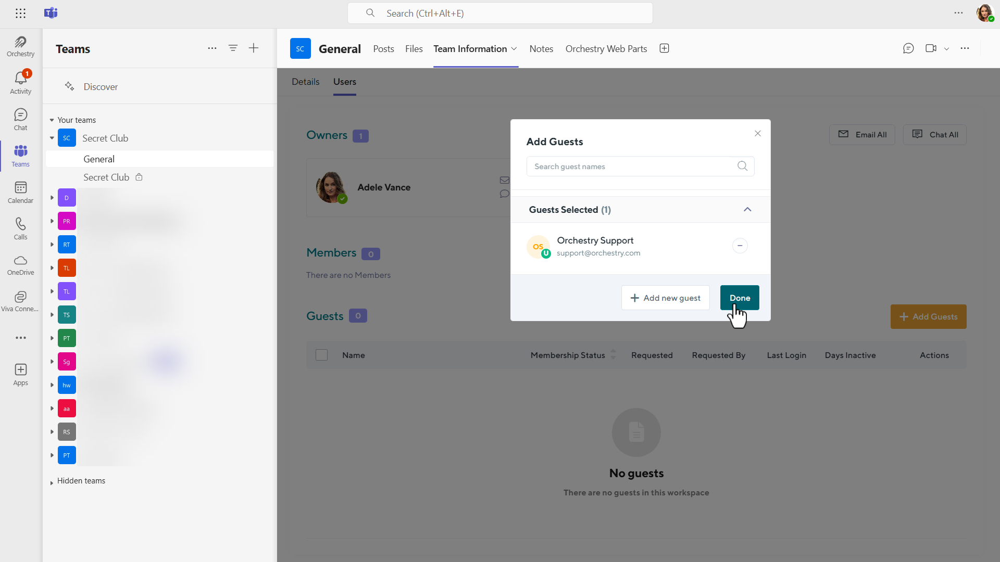 Search (Ctrl+Alt+E)
Orchestry
1
Activity
Chat
Teams
Calendar
Calls
OneDrive
Viva Conne...
Apps
Teams
Discover
Your teams
SC Secret Club
General
Secret Club
D
PR
RT
TL
TL
TS
PT
Sg
hw
aa
RS
PT
Hidden teams
SC General Posts Files Team Information Notes Orchestry Web Parts
Details Users
Owners 1
Email All Chat All
Adele Vance
Members 0
There are no Members
Guests 0
Add Guests
Name Membership Status Requested Requested By Last Login Days Inactive Actions
No guests
There are no guests in this workspace
Add Guests
Search guest names
Guests Selected (1)
OS U
Orchestry Support
support@orchestry.com
Add new guest Done